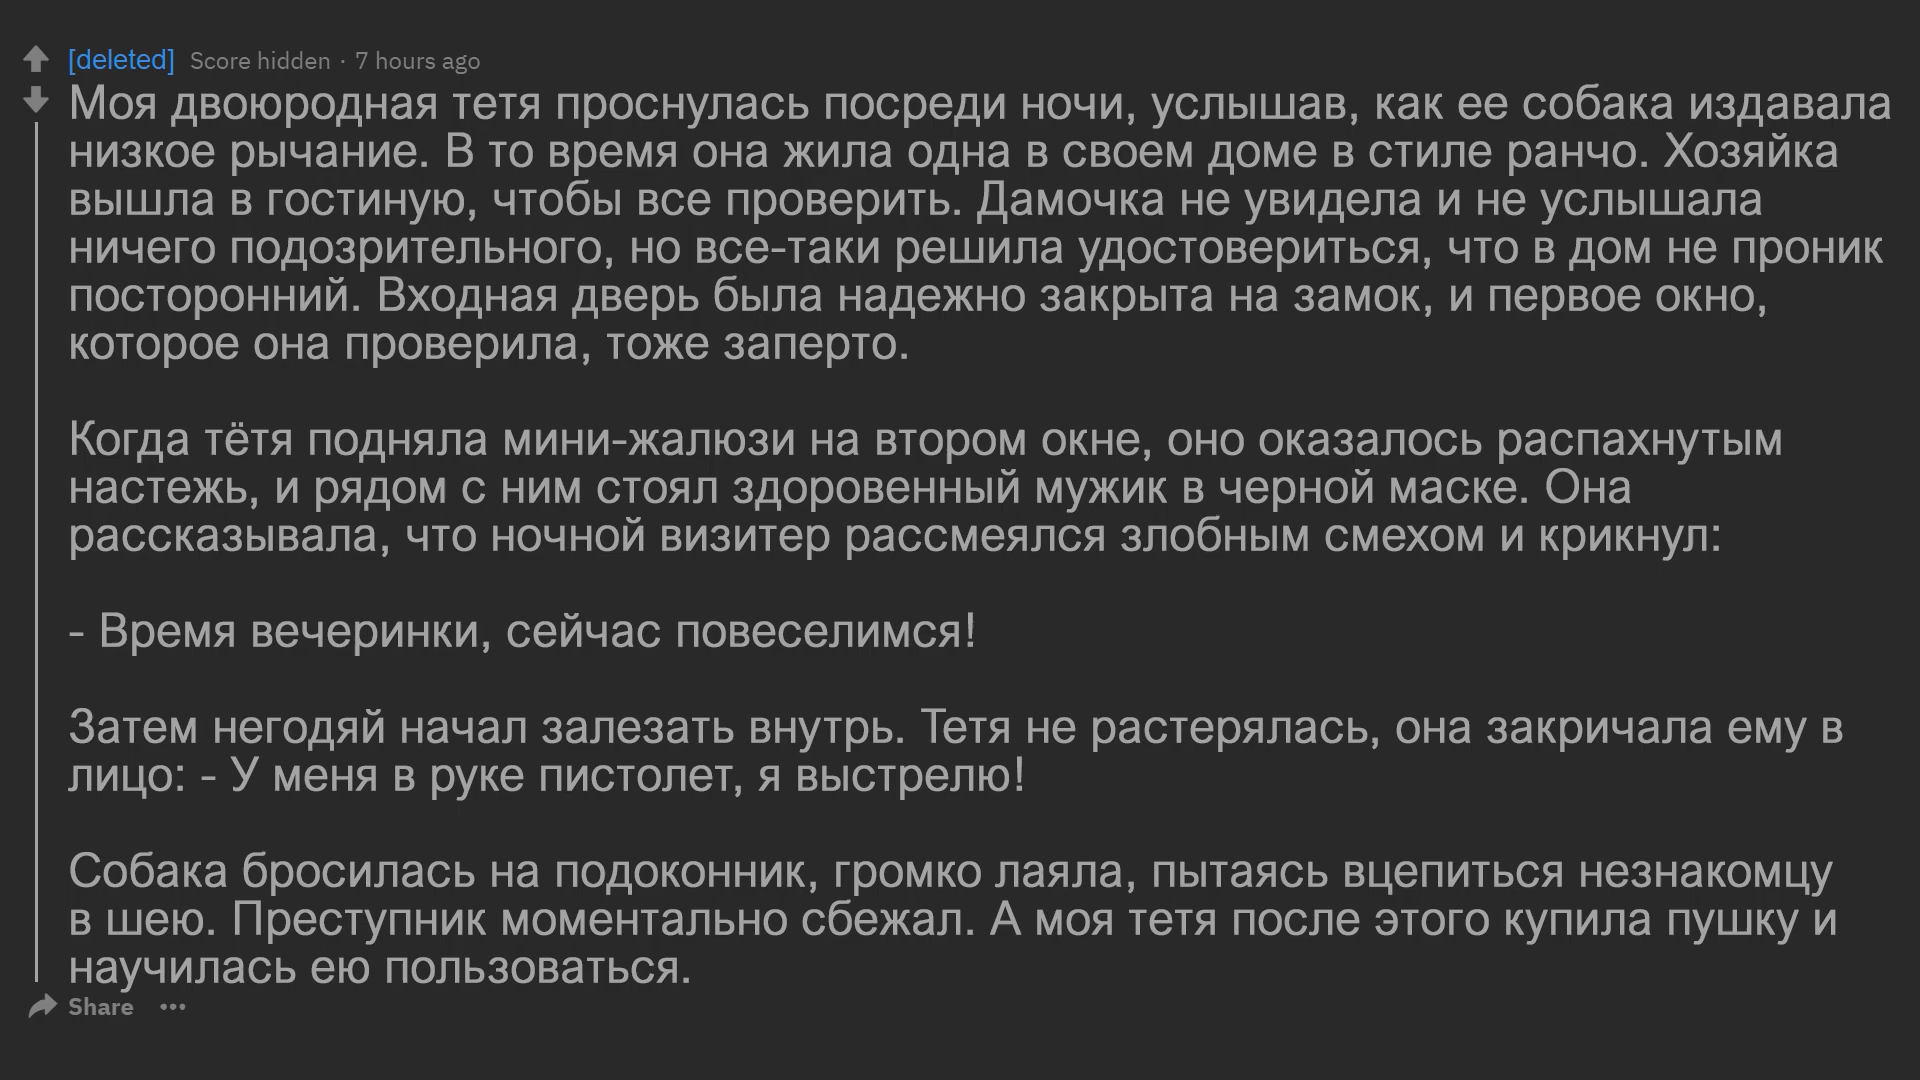 [deleted] Score hidden · 7 hours ago
Моя двоюродная тетя проснулась посреди ночи, услышав, как ее собака издавала
низкое рычание. В то время она жила одна в своем доме в стиле ранчо. Хозяйка
вышла в гостиную, чтобы все проверить. Дамочка не увидела и не услышала
ничего подозрительного, но все-таки решила удостовериться, что в дом не проник
посторонний. Входная дверь была надежно закрыта на замок, и первое окно,
которое она проверила, тоже заперто.
Когда тётя подняла мини-жалюзи на втором окне, оно оказалось распахнутым
настежь, и рядом с ним стоял здоровенный мужик в черной маске. Она
рассказывала, что ночной визитер рассмеялся злобным смехом и крикнул:
- Время вечеринки, сейчас повеселимся!
Затем негодяй начал залезать внутрь. Тетя не растерялась, она закричала ему в
лицо: - У меня в руке пистолет, я выстрелю!
Собака бросилась на подоконник, громко лаяла, пытаясь вцепиться незнакомцу
в шею. Преступник моментально сбежал. А моя тетя после этого купила пушку и
научилась ею пользоваться.
Share